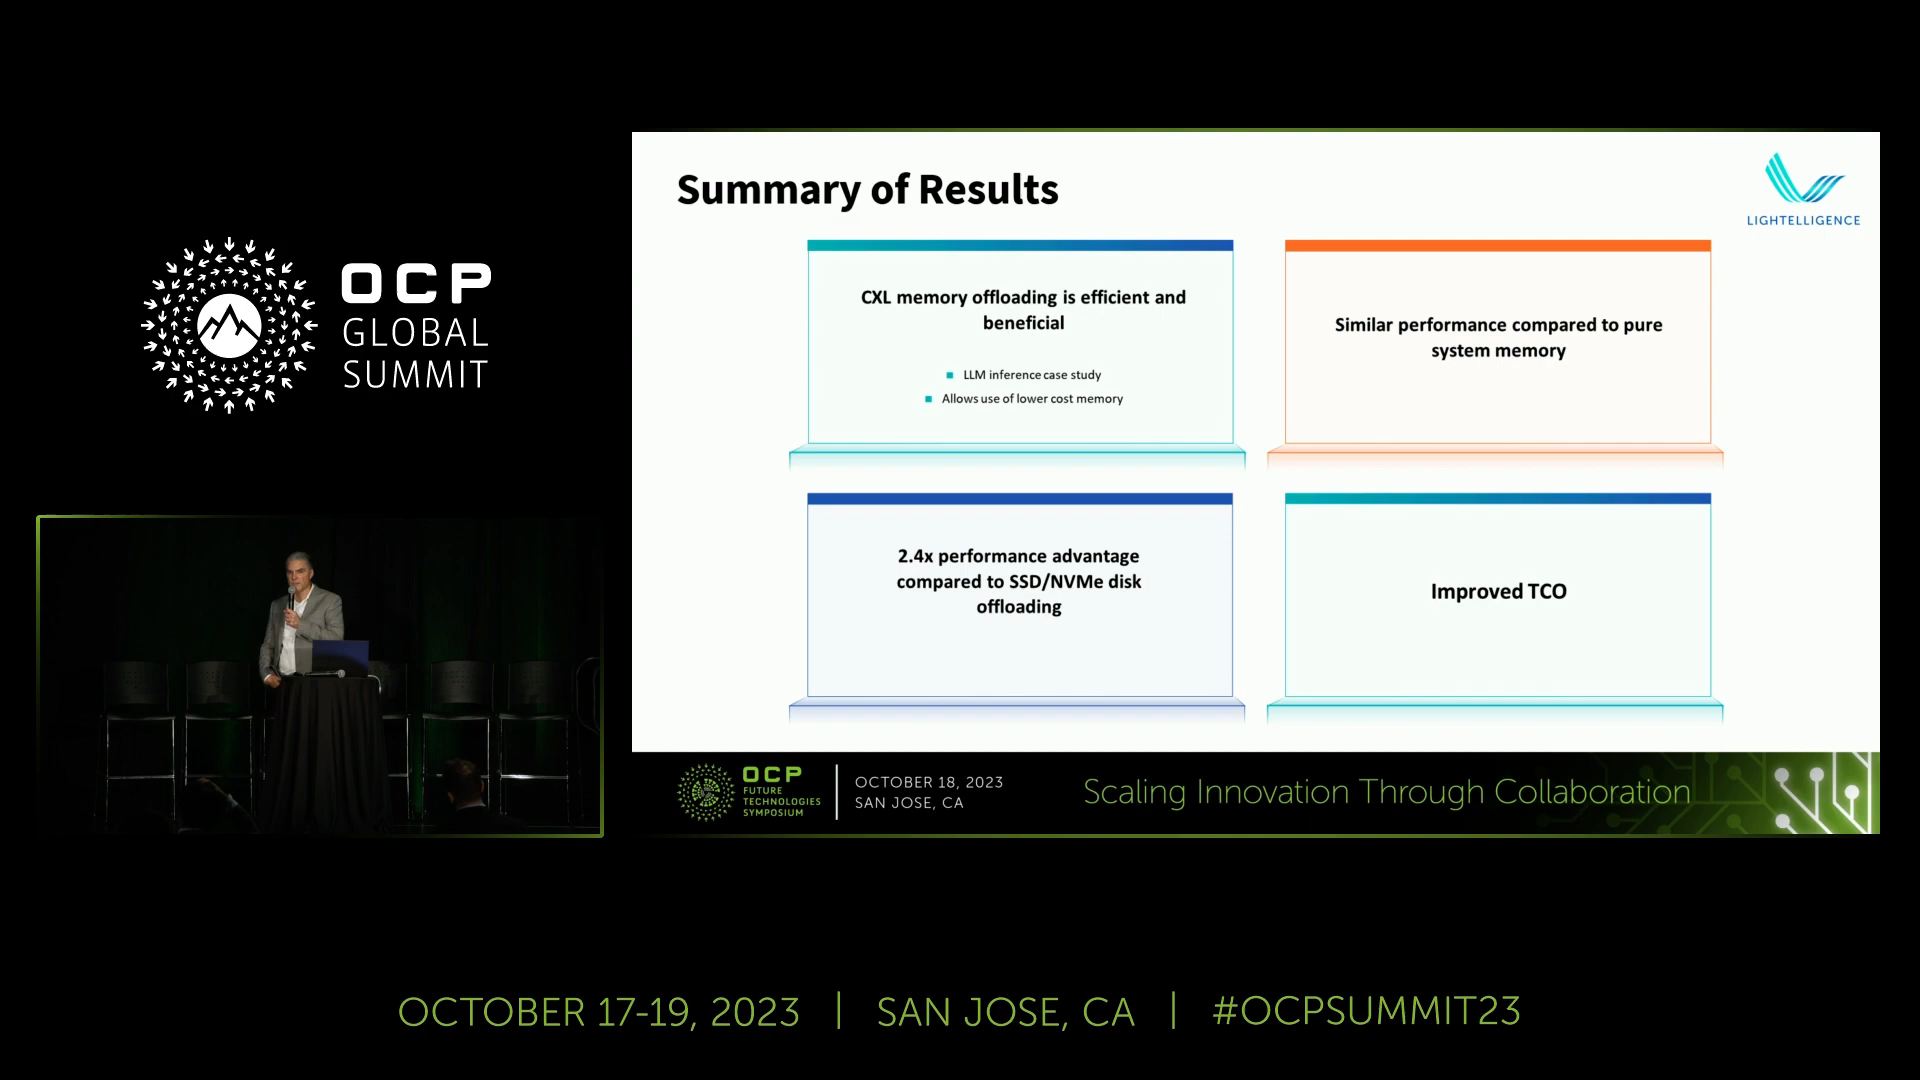 OCP
GLOBAL
SUMMIT
Summary of Results
LIGHTELLIGENCE
CXL memory offloading is efficient and
beneficial
LLM inference case study
Allows use of lower cost memory
Similar performance compared to pure
system memory
2.4x performance advantage
compared to SSD/NVMe disk
offloading
Improved TCO
OCP
FUTURE
TECHNOLOGIES
SYMPOSIUM
OCTOBER 18, 2023
SAN JOSE, CA
Scaling Innovation Through Collaboration
OCTOBER 17-19, 2023 | SAN JOSE, CA | #OCPSUMMIT23